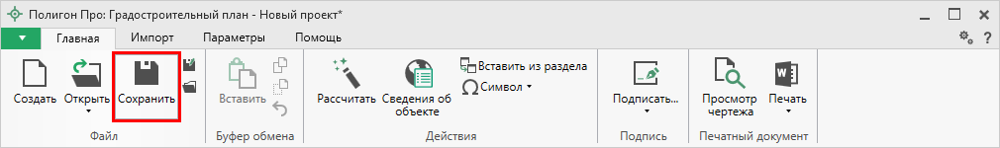 Полигон Про: Градостроительный план - Новый проект*
Главная Импорт Параметры Помощь ?
Создать Открыть Сохранить
Файл
Вставить
Буфер обмена
Рассчитать Сведения об объекте
Вставить из раздела
Ω Символ
Действия
Подписать...
Подпись
Просмотр чертежа
W Печать
Печатный документ